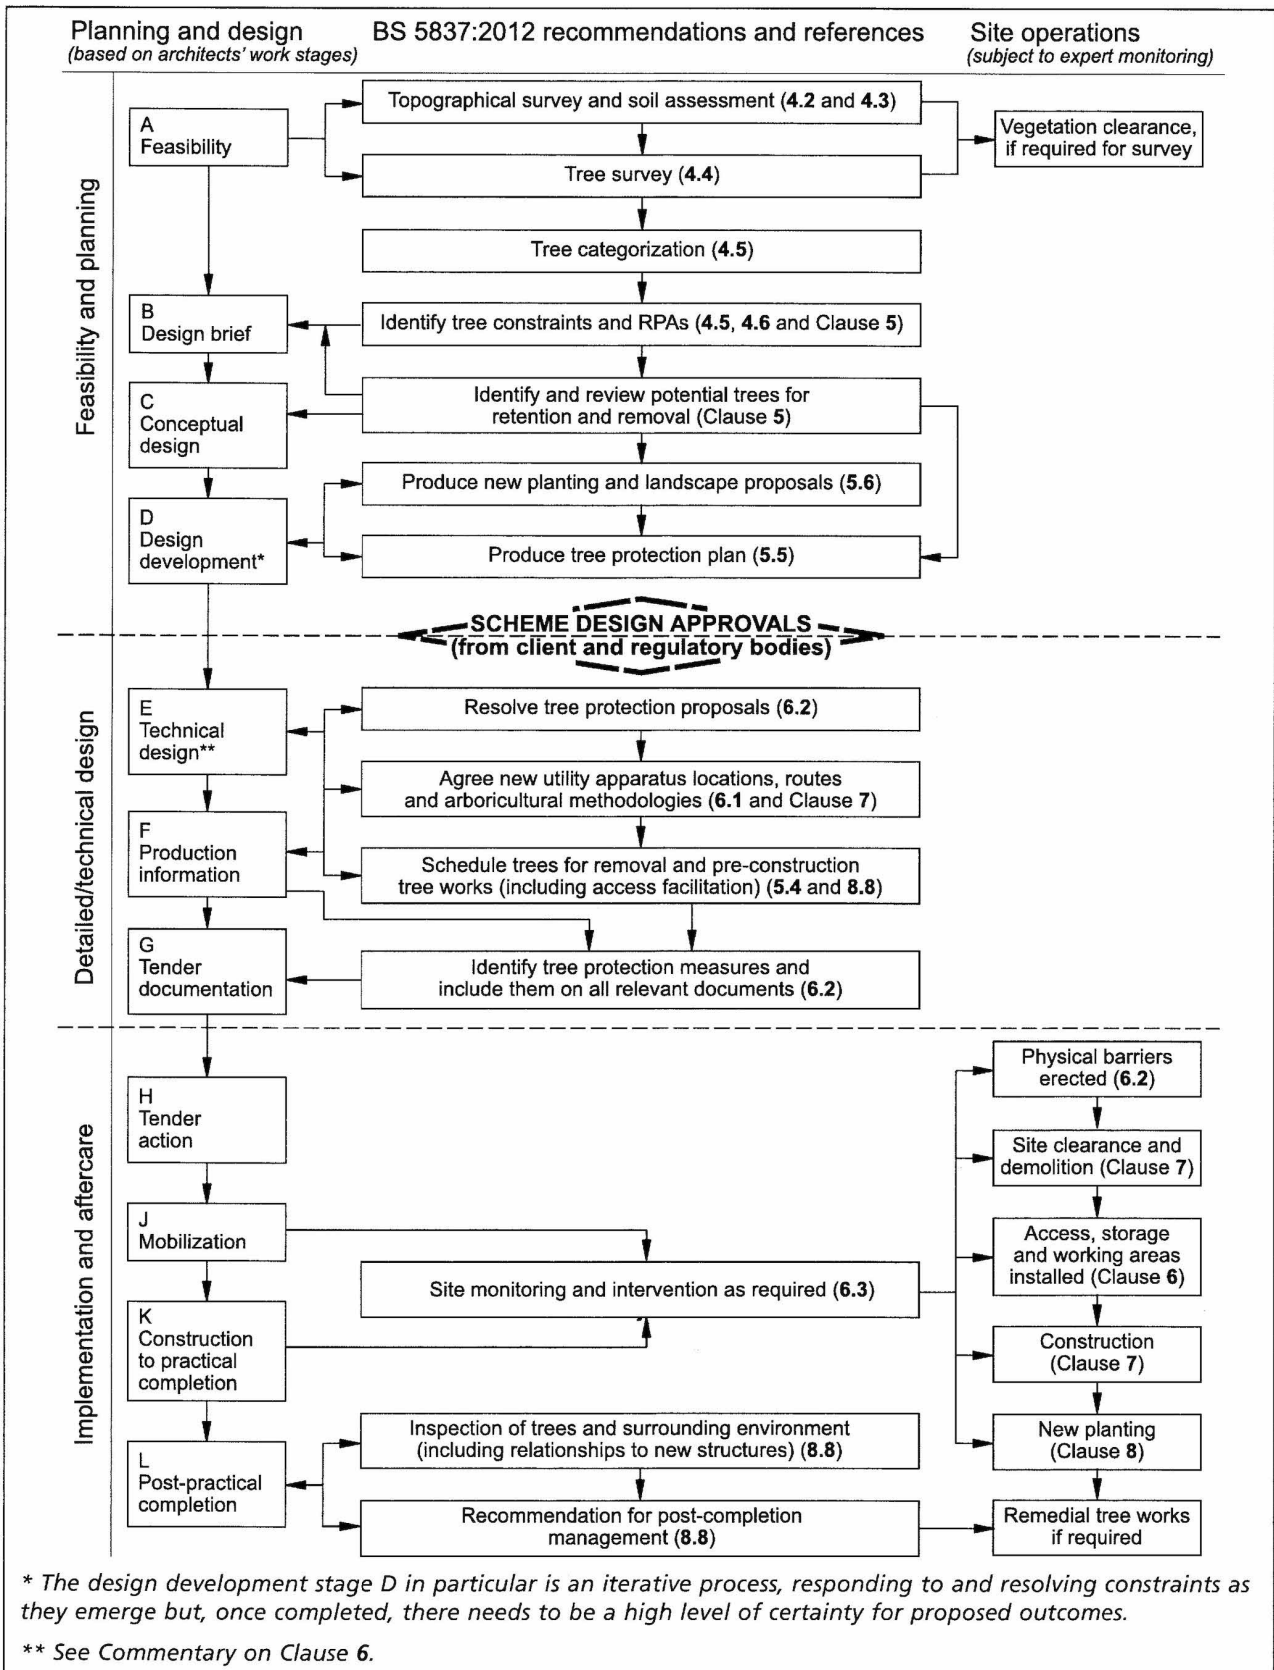 Planning and design
(based on architects' work stages)
BS 5837:2012 recommendations and references
Site operations
(subject to expert monitoring)
Feasibility and planning
A
Feasibility
Topographical survey and soil assessment (4.2 and 4.3)
Vegetation clearance,
if required for survey
Tree survey (4.4)
Tree categorization (4.5)
B
Design brief
Identify tree constraints and RPAs (4.5, 4.6 and Clause 5)
C
Conceptual
design
Identify and review potential trees for
retention and removal (Clause 5)
Produce new planting and landscape proposals (5.6)
D
Design
development*
Produce tree protection plan (5.5)
SCHEME DESIGN APPROVALS
(from client and regulatory bodies)
Detailed/technical design
E
Technical
design**
Resolve tree protection proposals (6.2)
Agree new utility apparatus locations, routes
and arboricultural methodologies (6.1 and Clause 7)
F
Production
information
Schedule trees for removal and pre-construction
tree works (including access facilitation) (5.4 and 8.8)
G
Tender
documentation
Identify tree protection measures and
include them on all relevant documents (6.2)
Implementation and aftercare
H
Tender
action
Physical barriers
erected (6.2)
Site clearance and
demolition (Clause 7)
J
Mobilization
Access, storage
and working areas
installed (Clause 6)
Site monitoring and intervention as required (6.3)
K
Construction
to practical
completion
Construction
(Clause 7)
New planting
(Clause 8)
L
Post-practical
completion
Inspection of trees and surrounding environment
(including relationships to new structures) (8.8)
Recommendation for post-completion
management (8.8)
Remedial tree works
if required
* The design development stage D in particular is an iterative process, responding to and resolving constraints as
they emerge but, once completed, there needs to be a high level of certainty for proposed outcomes.
** See Commentary on Clause 6.